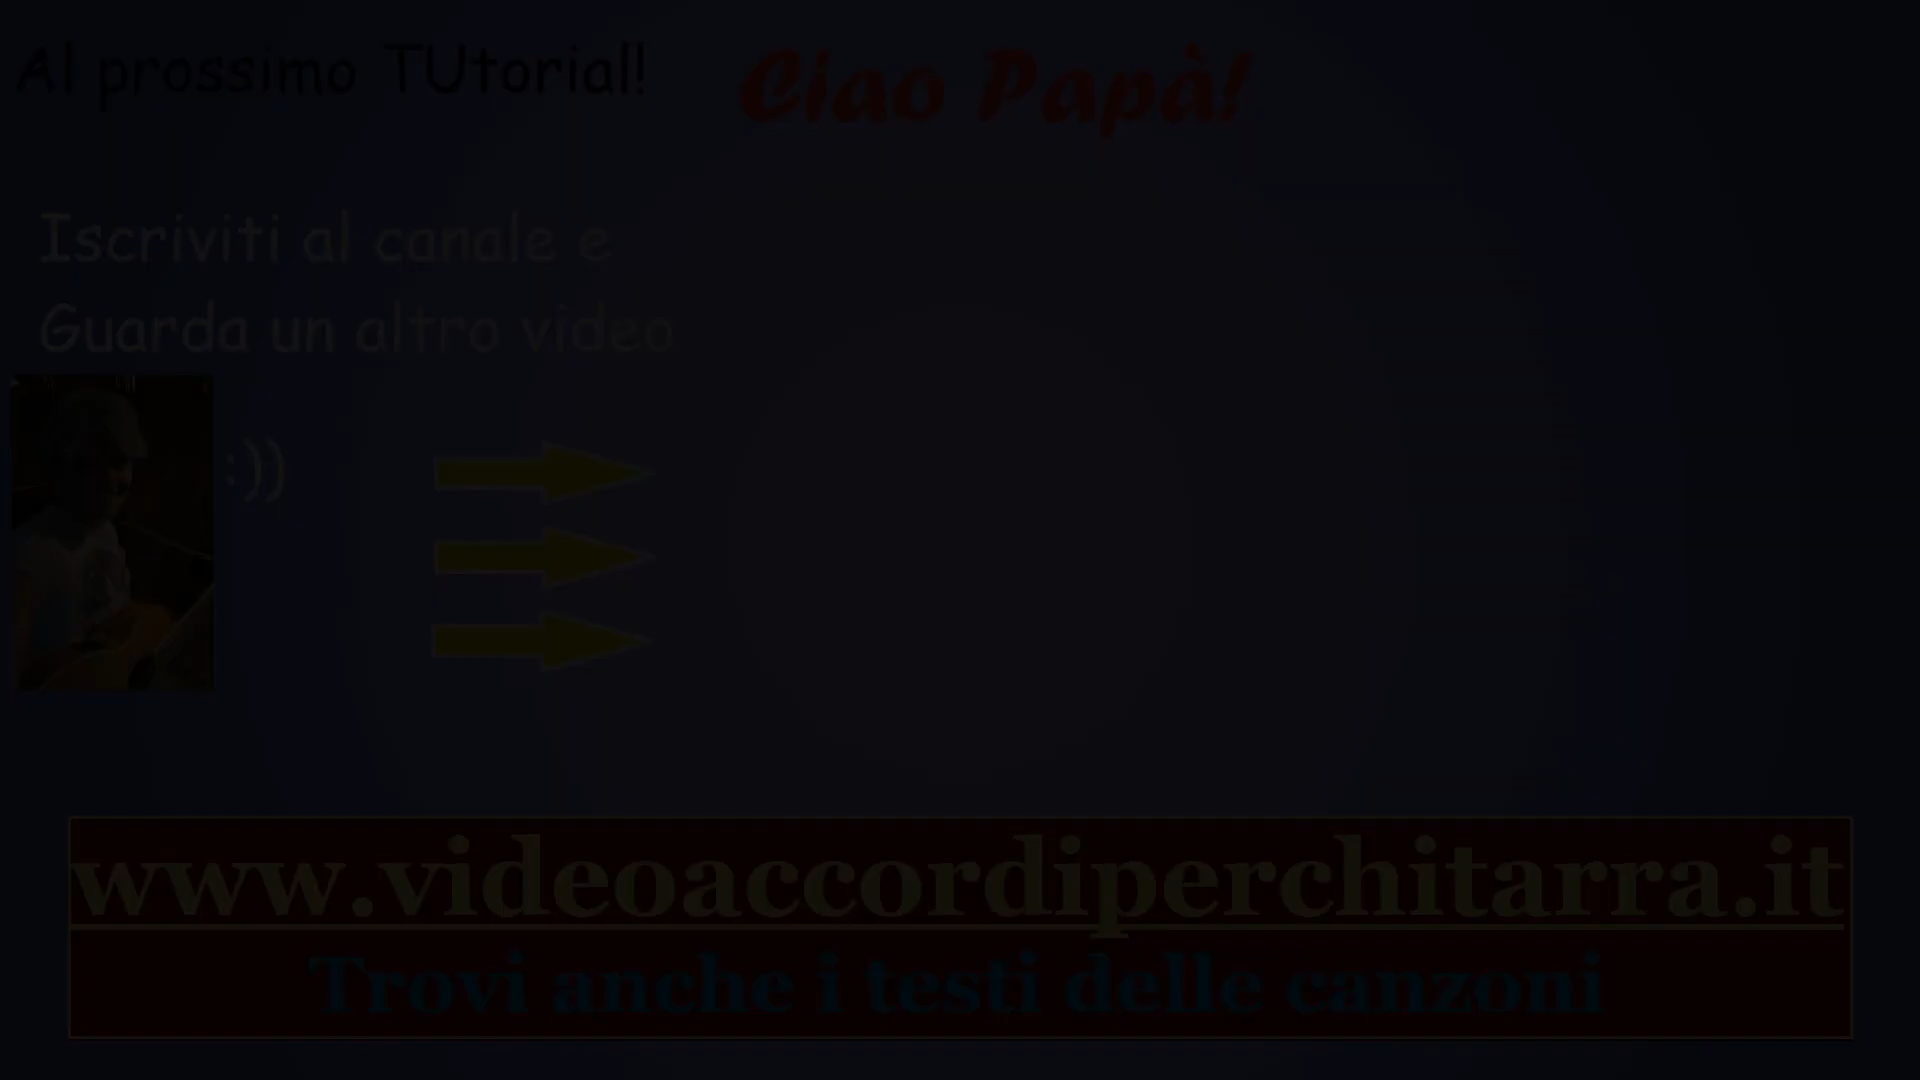 Al prossimo TUtorial!
Ciao Papà!
Iscriviti al canale e
Guarda un altro video
:))
www.videoaccordiperchitarra.it
Trovi anche i testi delle canzoni